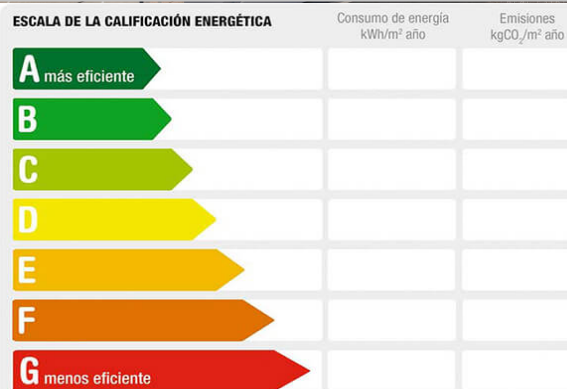 ESCALA DE LA CALIFICACIÓN ENERGÉTICA
Consumo de energía
kWh/m² año
Emisiones
kgCO₂/m² año
A más eficiente
B
C
D
E
F
G menos eficiente